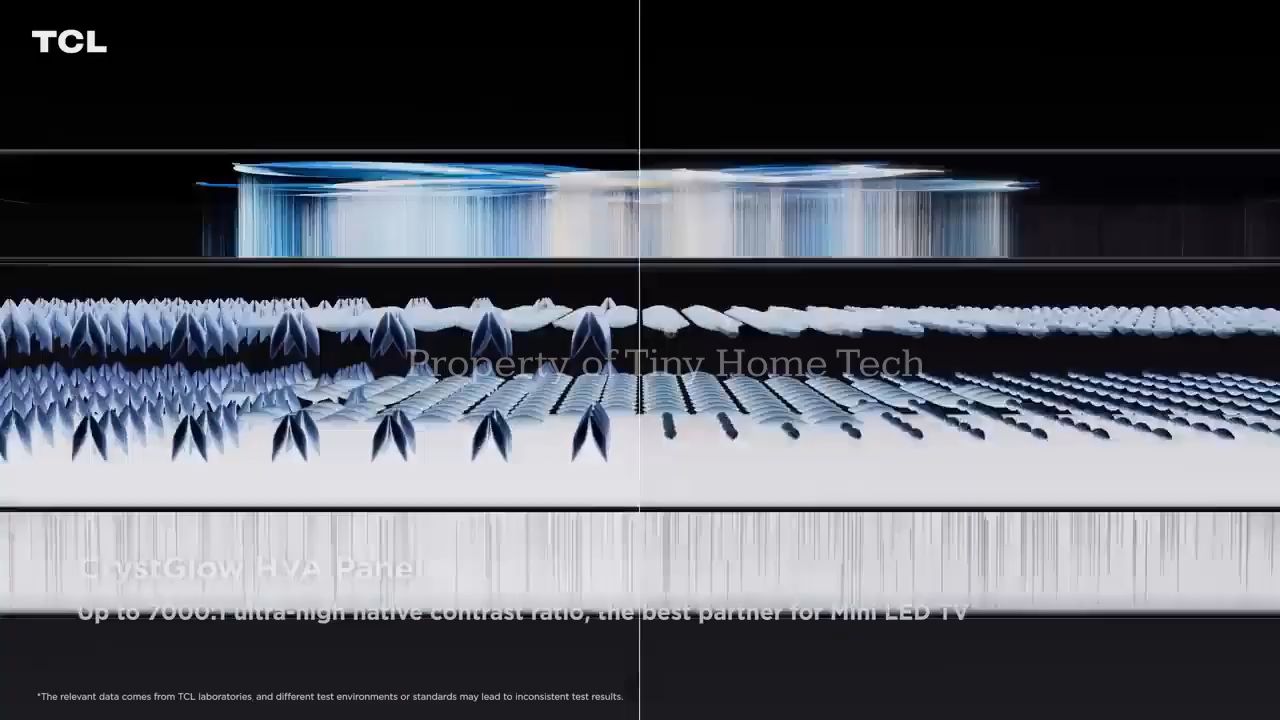 TCL
Property of Tiny Home Tech
CrystGlow HVA Panel
Up to 7000:1 ultra-high native contrast ratio, the best partner for Mini LED TV
*The relevant data comes from TCL laboratories, and different test environments or standards may lead to inconsistent test results.